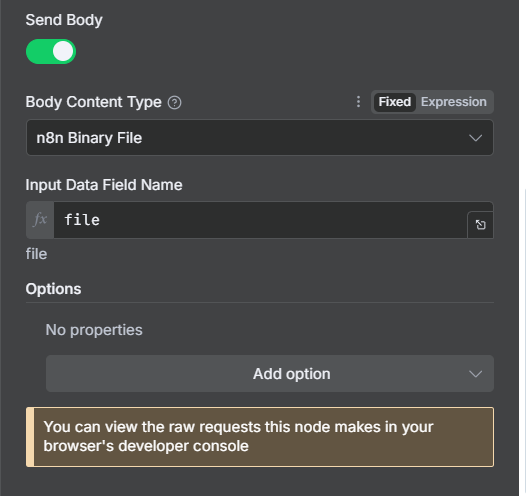 Send Body
Body Content Type
Fixed Expression
n8n Binary File
Input Data Field Name
fx file
file
Options
No properties
Add option
You can view the raw requests this node makes in your
browser's developer console